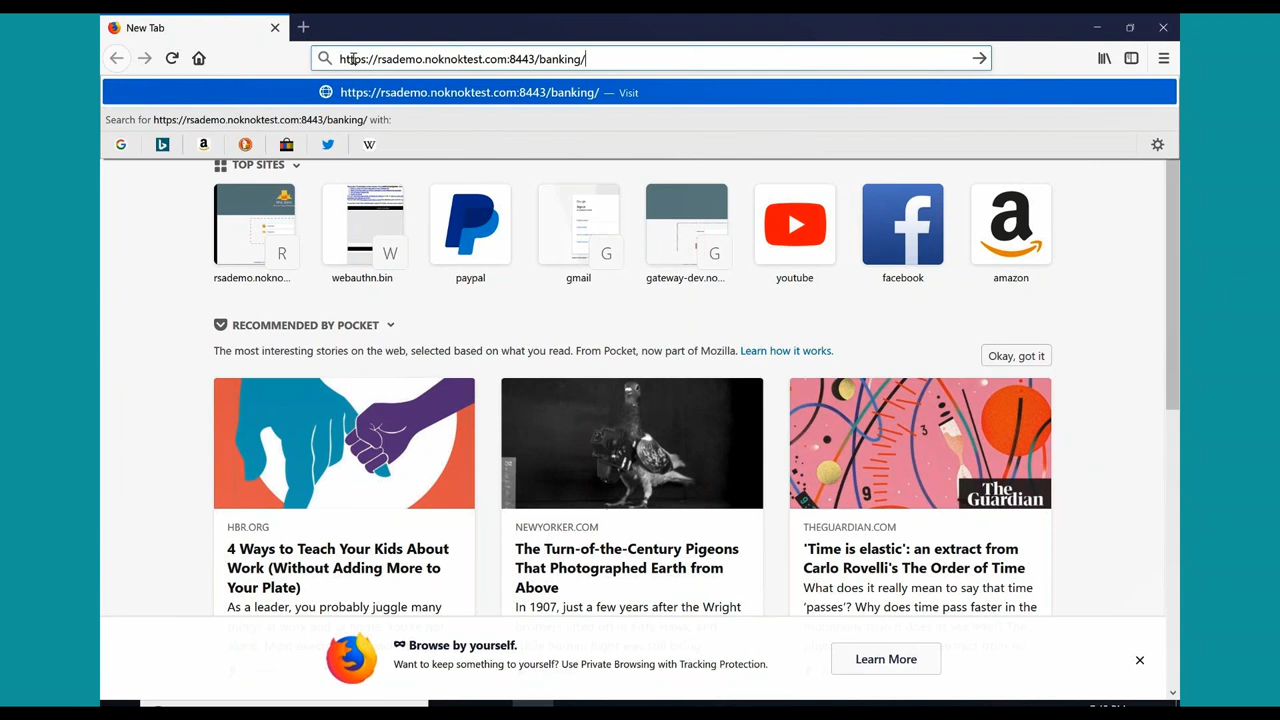 New Tab
https://rsademo.noknoktest.com:8443/banking/
https://rsademo.noknoktest.com:8443/banking/ — Visit
Search for https://rsademo.noknoktest.com:8443/banking/ with:
TOP SITES
R
W
G
G
rsademo.nokno...
webauthn.bin
paypal
gmail
gateway-dev.no...
youtube
facebook
amazon
RECOMMENDED BY POCKET
The most interesting stories on the web, selected based on what you read. From Pocket, now part of Mozilla. Learn how it works.
Okay, got it
The Guardian
HBR.ORG
4 Ways to Teach Your Kids About
Work (Without Adding More to
Your Plate)
As a leader, you probably juggle many
NEWYORKER.COM
The Turn-of-the-Century Pigeons
That Photographed Earth from
Above
In 1907, just a few years after the Wright
THEGUARDIAN.COM
'Time is elastic': an extract from
Carlo Rovelli's The Order of Time
What does it really mean to say that time
'passes'? Why does time pass faster in the
Browse by yourself.
Want to keep something to yourself? Use Private Browsing with Tracking Protection.
Learn More